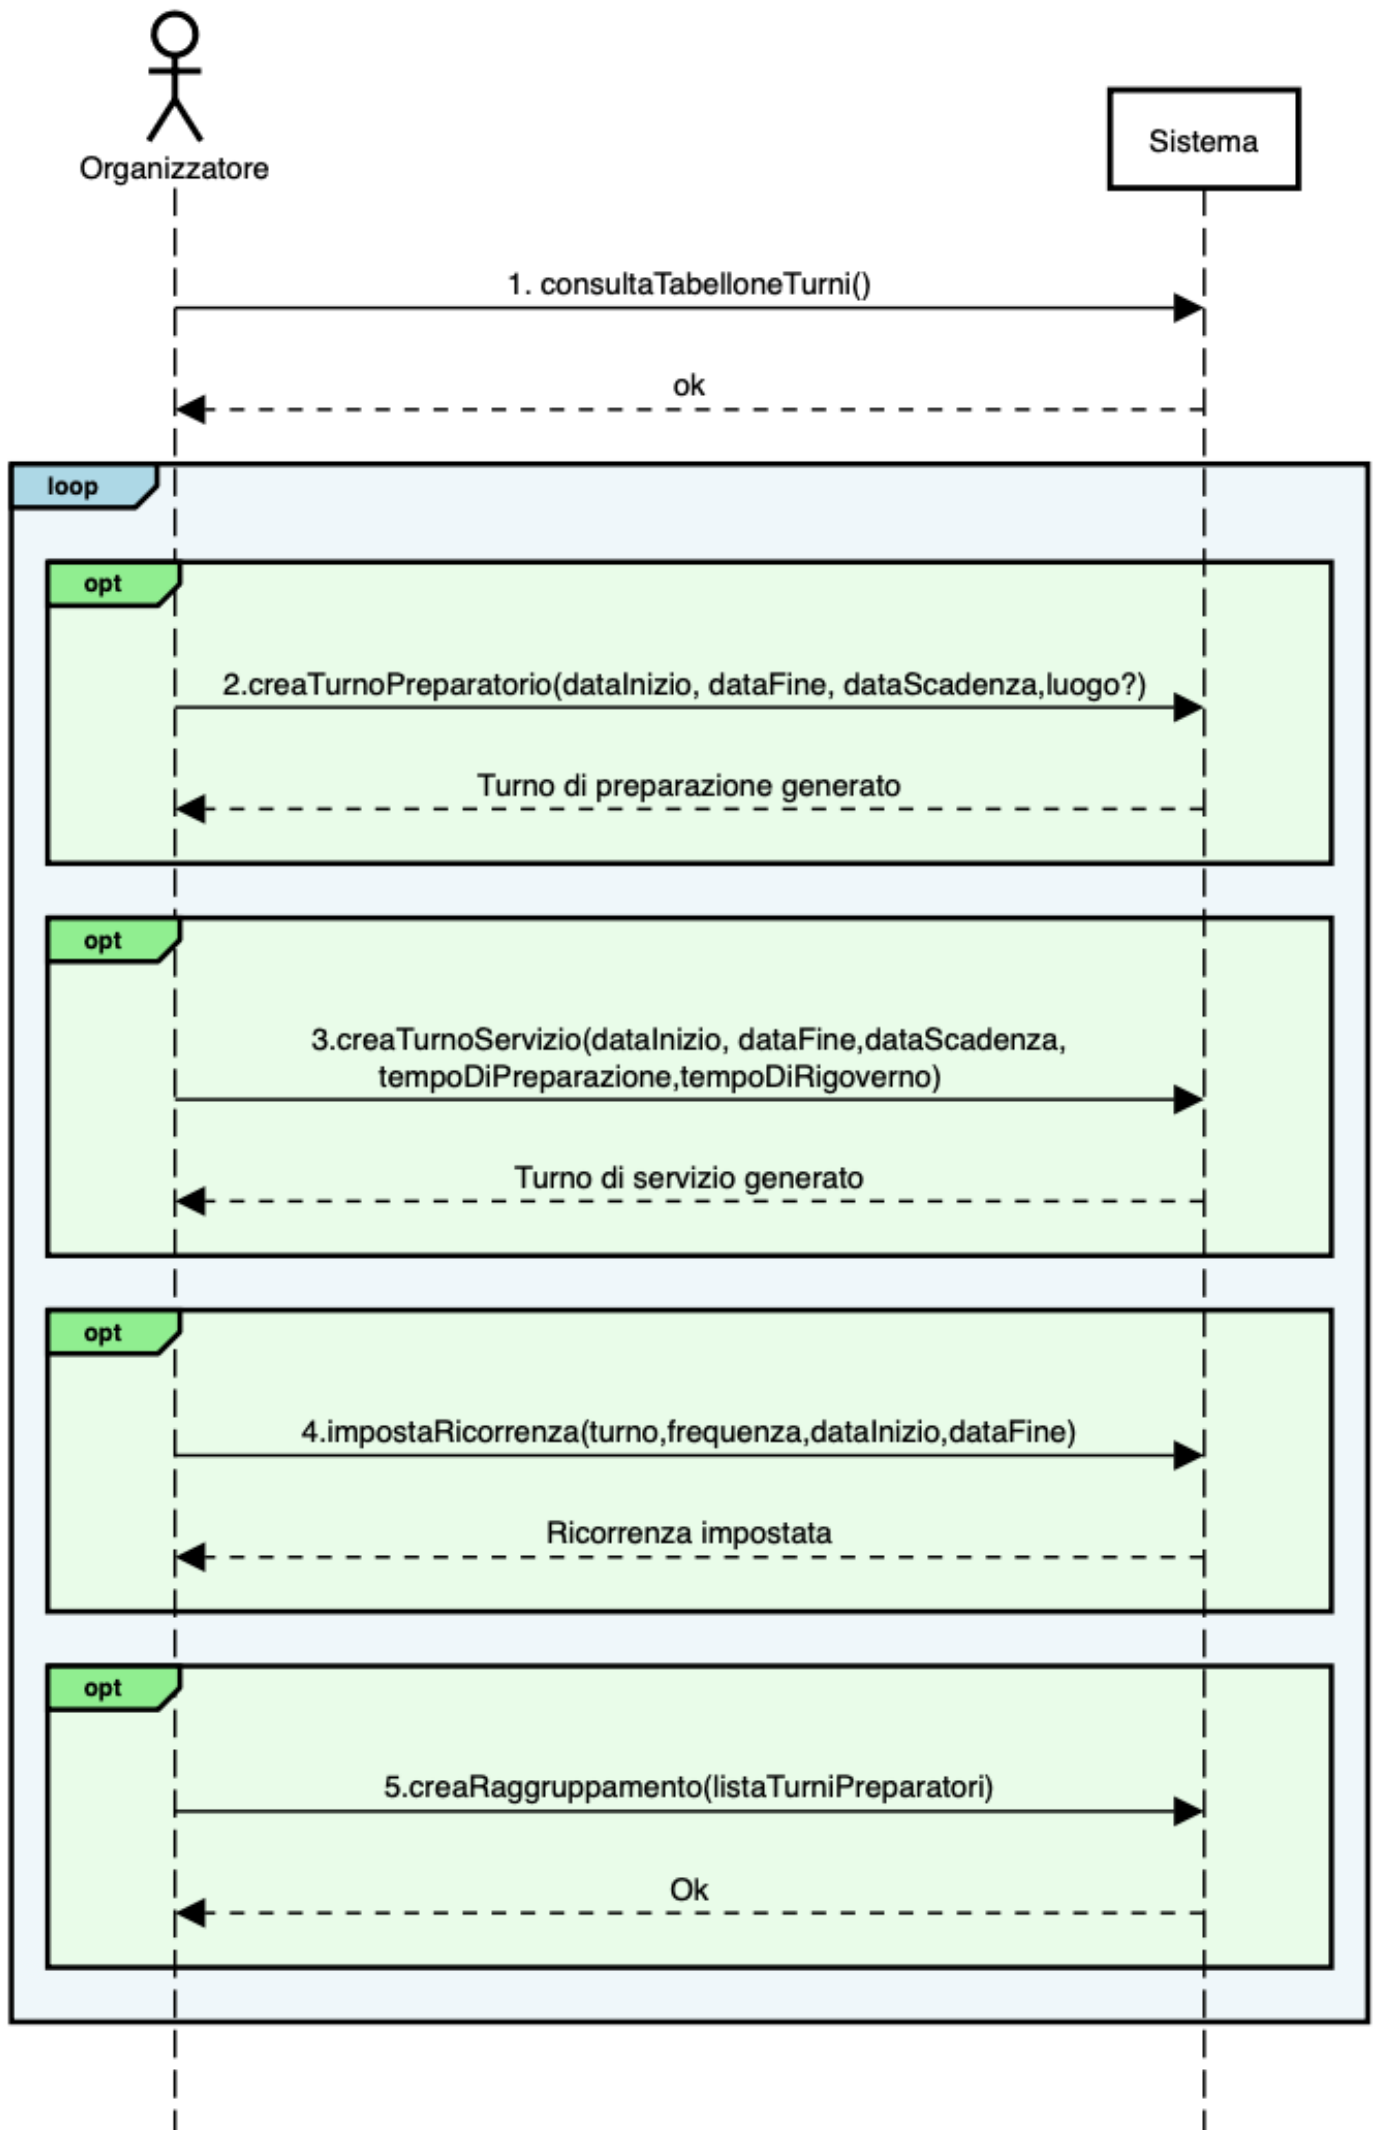 Organizzatore
Sistema
1. consultaTabelloneTurni()
ok
loop
opt
2.creaTurnoPreparatorio(dataInizio, dataFine, dataScadenza,luogo?)
Turno di preparazione generato
opt
3.creaTurnoServizio(dataInizio, dataFine,dataScadenza,
tempoDiPreparazione,tempoDiRigoverno)
Turno di servizio generato
opt
4.impostaRicorrenza(turno,frequenza,dataInizio,dataFine)
Ricorrenza impostata
opt
5.creaRaggruppamento(listaTurniPreparatori)
Ok